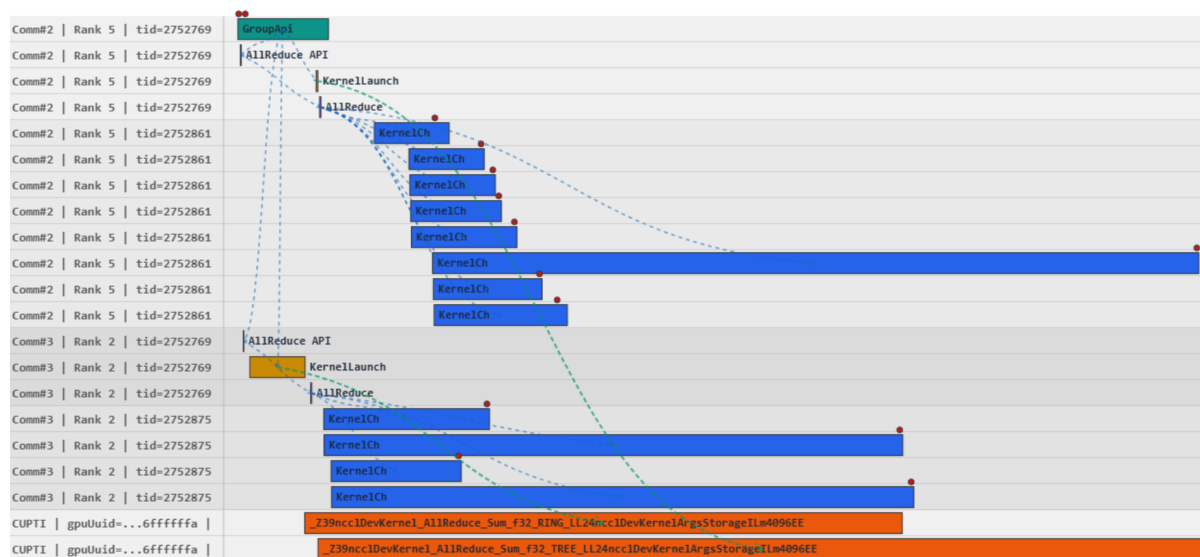 Comm#2 | Rank 5 | tid=2752769 GroupApi
Comm#2 | Rank 5 | tid=2752769 AllReduce API
Comm#2 | Rank 5 | tid=2752769 KernelLaunch
Comm#2 | Rank 5 | tid=2752769 AllReduce
Comm#2 | Rank 5 | tid=2752861 KernelCh
Comm#2 | Rank 5 | tid=2752861 KernelCh
Comm#2 | Rank 5 | tid=2752861 KernelCh
Comm#2 | Rank 5 | tid=2752861 KernelCh
Comm#2 | Rank 5 | tid=2752861 KernelCh
Comm#2 | Rank 5 | tid=2752861 KernelCh
Comm#2 | Rank 5 | tid=2752861 KernelCh
Comm#2 | Rank 5 | tid=2752861 KernelCh
Comm#3 | Rank 2 | tid=2752769 AllReduce API
Comm#3 | Rank 2 | tid=2752769 KernelLaunch
Comm#3 | Rank 2 | tid=2752769 AllReduce
Comm#3 | Rank 2 | tid=2752875 KernelCh
Comm#3 | Rank 2 | tid=2752875 KernelCh
Comm#3 | Rank 2 | tid=2752875 KernelCh
Comm#3 | Rank 2 | tid=2752875 KernelCh
CUPTI | gpuUuid=...6ffffffa | _Z39ncclDevKernel_AllReduce_Sum_f32_RING_LL24ncclDevKernelArgsStorageILm4096EE
CUPTI | gpuUuid=...6ffffffa | _Z39ncclDevKernel_AllReduce_Sum_f32_TREE_LL24ncclDevKernelArgsStorageILm4096EE